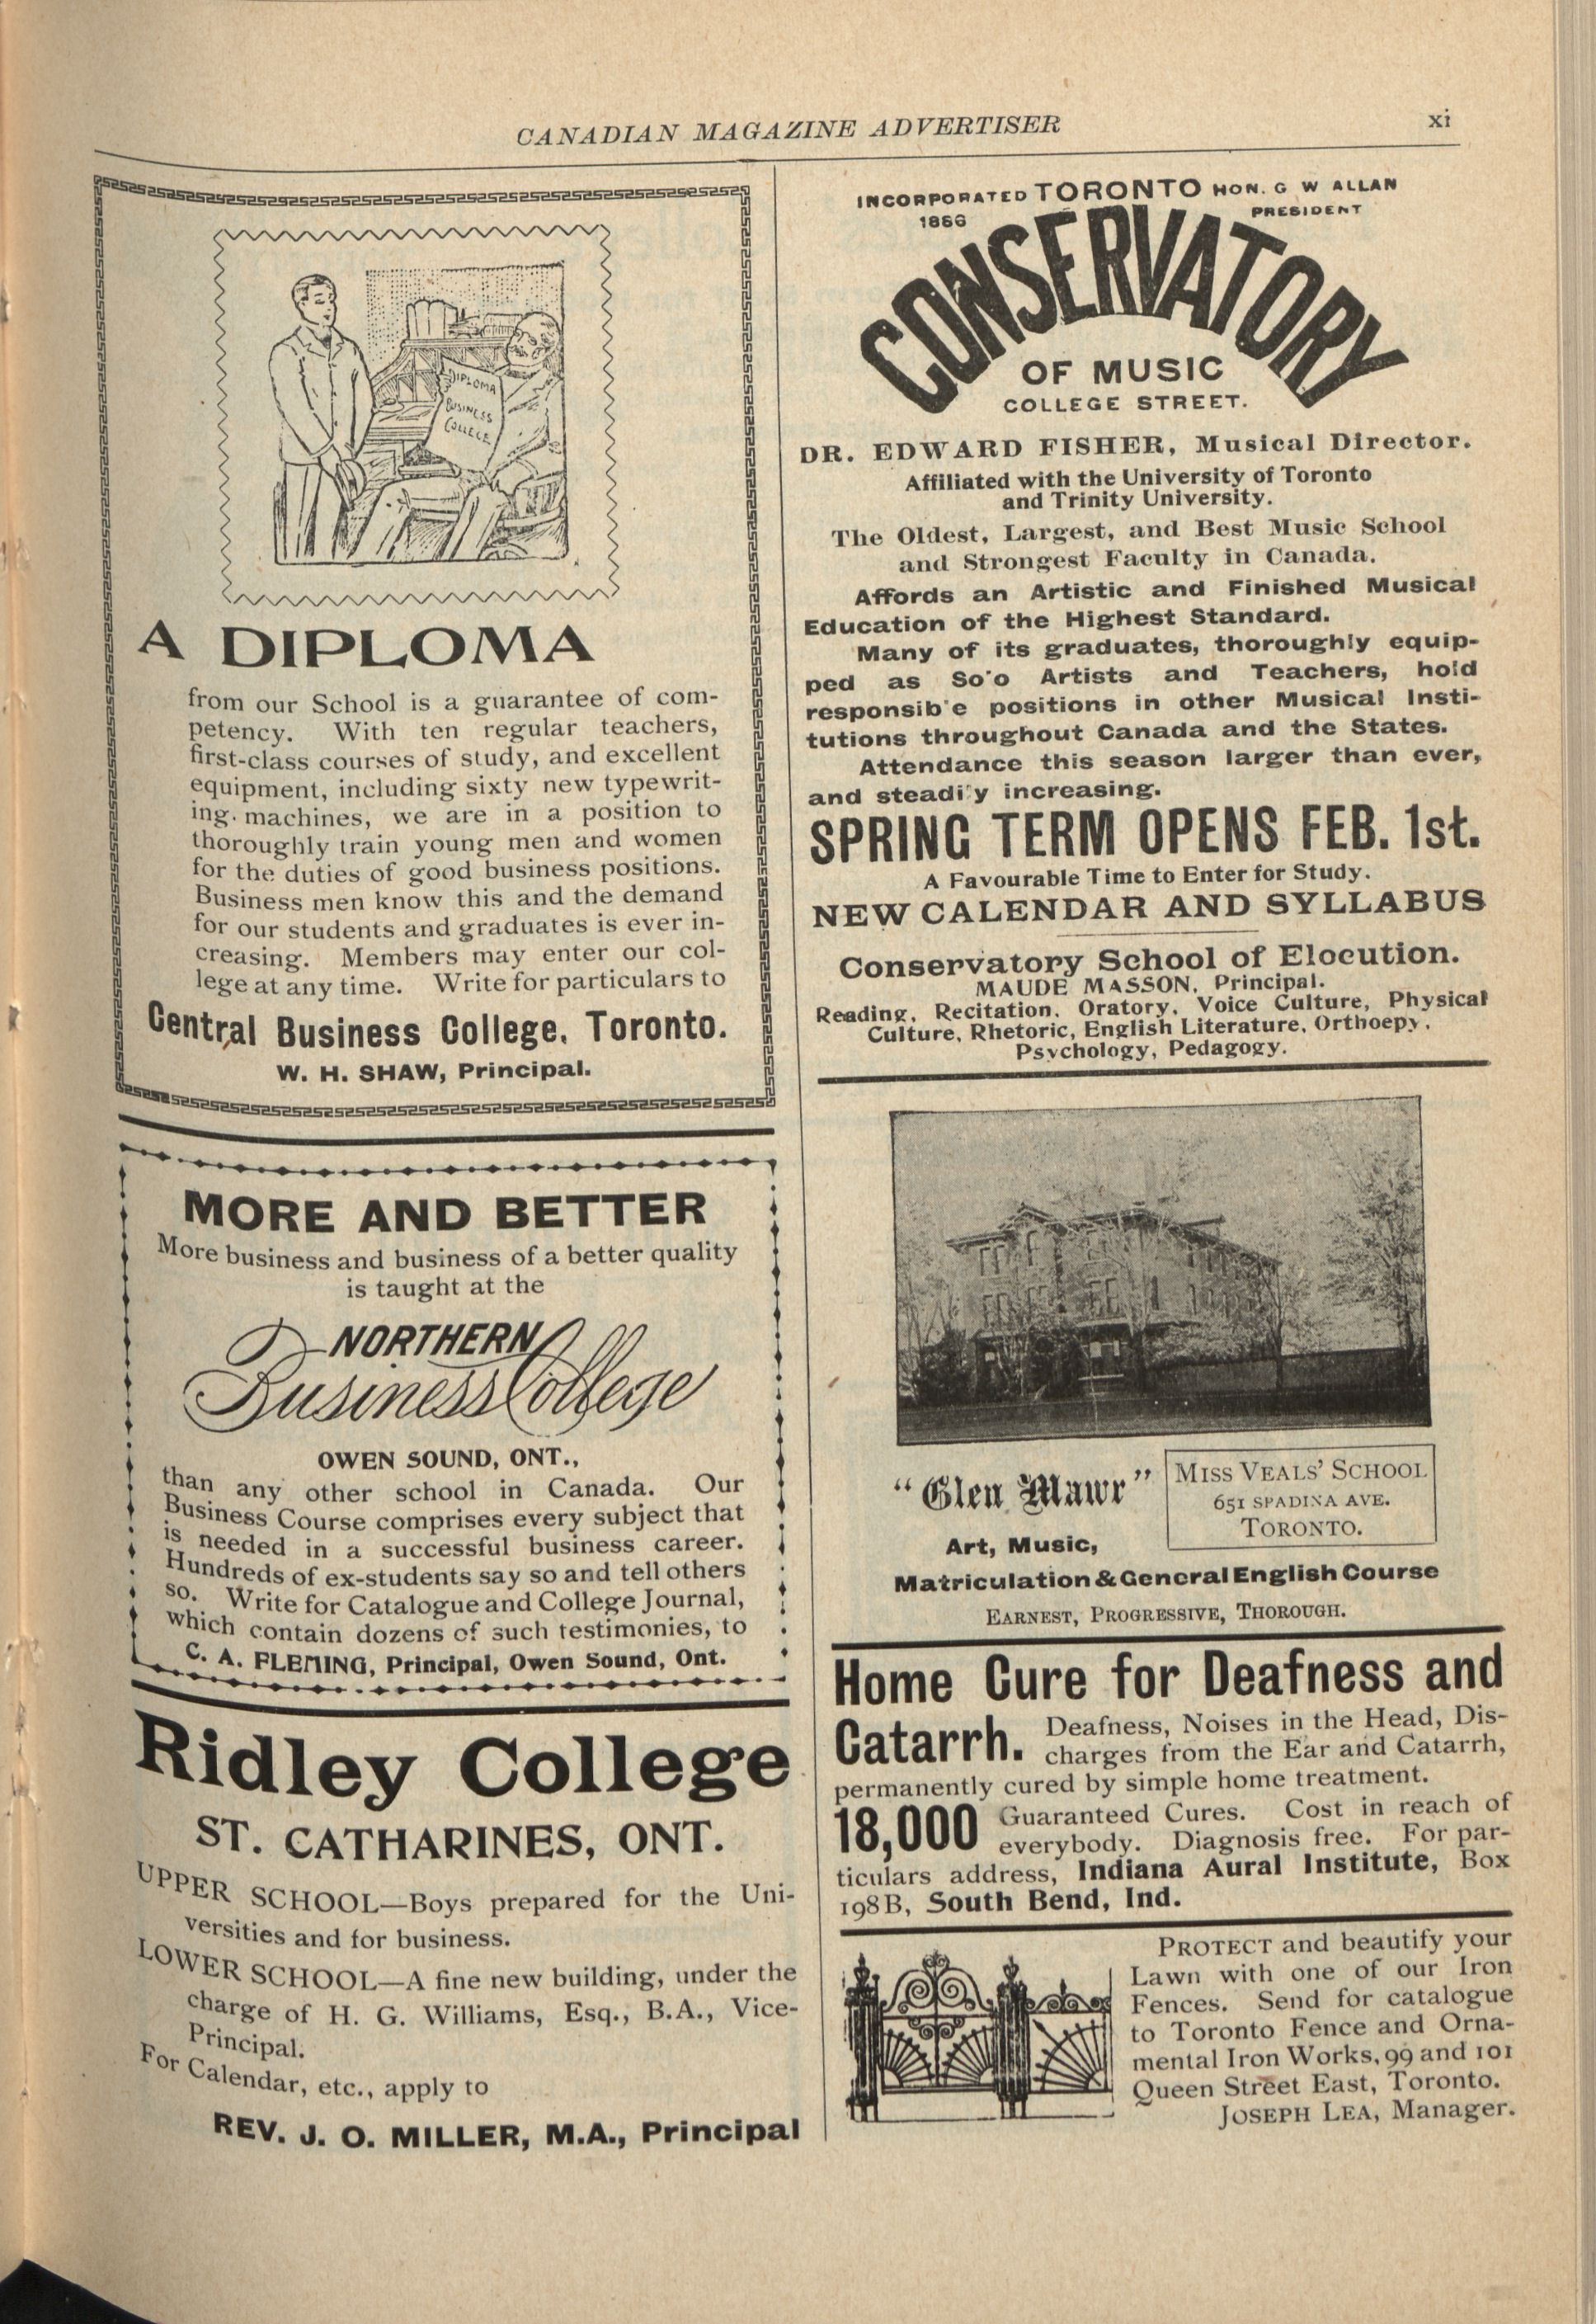 CANADIAN MAGAZINE ADVERTISER
xi
DIPLOMA
BUSINESS
COLLEGE
A DIPLOMA
from our School is a guarantee of com-
petency. With ten regular teachers,
first-class courses of study, and excellent
equipment, including sixty new typewrit-
ing machines, we are in a position to
thoroughly train young men and women
for the duties of good business positions.
Business men know this and the demand
for our students and graduates is ever in-
creasing. Members may enter our col-
lege at any time. Write for particulars to
Central Business College, Toronto.
W. H. SHAW, Principal.
MORE AND BETTER
More business and business of a better quality
is taught at the
NORTHERN
Business College
OWEN SOUND, ONT.,
than any other school in Canada. Our
Business Course comprises every subject that
is needed in a successful business career.
Hundreds of ex-students say so and tell others
so. Write for Catalogue and College Journal,
which contain dozens of such testimonies, to
C. A. FLEMING, Principal, Owen Sound, Ont.
Ridley College
ST. CATHARINES, ONT.
UPPER SCHOOL—Boys prepared for the Uni-
versities and for business.
LOWER SCHOOL—A fine new building, under the
charge of H. G. Williams, Esq., B.A., Vice-
Principal.
For Calendar, etc., apply to
REV. J. O. MILLER, M.A., Principal
INCORPORATED TORONTO HON. G W ALLAN
1886 PRESIDENT
CONSERVATORY
OF MUSIC
COLLEGE STREET.
DR. EDWARD FISHER, Musical Director.
Affiliated with the University of Toronto
and Trinity University.
The Oldest, Largest, and Best Music School
and Strongest Faculty in Canada.
Affords an Artistic and Finished Musical
Education of the Highest Standard.
Many of its graduates, thoroughly equip-
ped as Solo Artists and Teachers, hold
responsible positions in other Musical Insti-
tutions throughout Canada and the States.
Attendance this season larger than ever,
and steadily increasing.
SPRING TERM OPENS FEB. 1st.
A Favourable Time to Enter for Study.
NEW CALENDAR AND SYLLABUS
Conservatory School of Elocution.
MAUDE MASSON, Principal.
Reading, Recitation, Oratory, Voice Culture, Physical
Culture, Rhetoric, English Literature, Orthoepy,
Psychology, Pedagogy.
"Glen Mawr"
MISS VEALS' SCHOOL
651 SPADINA AVE.
TORONTO.
Art, Music,
Matriculation & General English Course
EARNEST, PROGRESSIVE, THOROUGH.
Home Cure for Deafness and
Catarrh. Deafness, Noises in the Head, Dis-
charges from the Ear and Catarrh,
permanently cured by simple home treatment.
18,000 Guaranteed Cures. Cost in reach of
everybody. Diagnosis free. For par-
ticulars address, Indiana Aural Institute, Box
198B, South Bend, Ind.
PROTECT and beautify your
Lawn with one of our Iron
Fences. Send for catalogue
to Toronto Fence and Orna-
mental Iron Works, 99 and 101
Queen Street East, Toronto.
JOSEPH LEA, Manager.